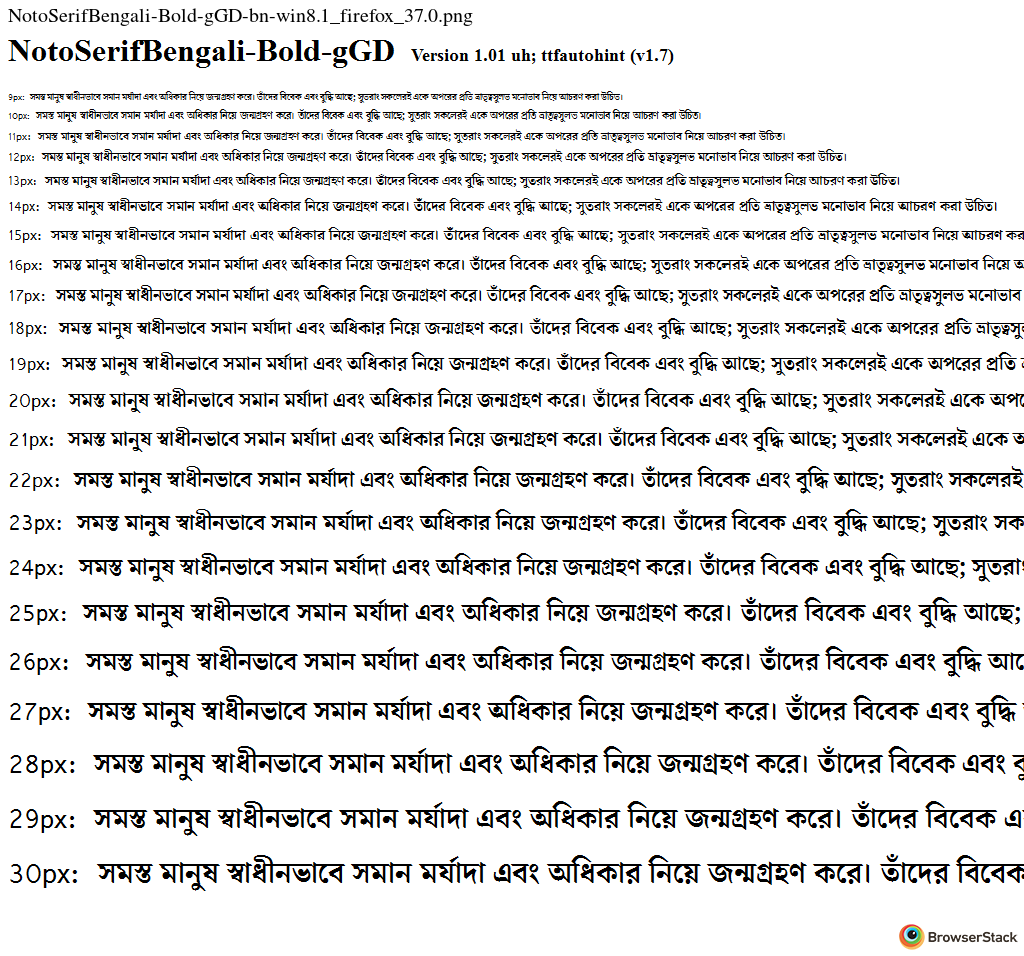 NotoSerifBengali-Bold-gGD-bn-win8.1_firefox_37.0.png
NotoSerifBengali-Bold-gGD Version 1.01 uh; ttfautohint (v1.7)
9px: সমস্ত মানুষ স্বাধীনভাবে সমান মর্যাদা এবং অধিকার নিয়ে জন্মগ্রহণ করে। তাঁদের বিবেক এবং বুদ্ধি আছে; সুতরাং সকলেরই একে অপরের প্রতি ভ্রাতৃত্বসুলভ মনোভাব নিয়ে আচরণ করা উচিত।
10px: সমস্ত মানুষ স্বাধীনভাবে সমান মর্যাদা এবং অধিকার নিয়ে জন্মগ্রহণ করে। তাঁদের বিবেক এবং বুদ্ধি আছে; সুতরাং সকলেরই একে অপরের প্রতি ভ্রাতৃত্বসুলভ মনোভাব নিয়ে আচরণ করা উচিত।
11px: সমস্ত মানুষ স্বাধীনভাবে সমান মর্যাদা এবং অধিকার নিয়ে জন্মগ্রহণ করে। তাঁদের বিবেক এবং বুদ্ধি আছে; সুতরাং সকলেরই একে অপরের প্রতি ভ্রাতৃত্বসুলভ মনোভাব নিয়ে আচরণ করা উচিত।
12px: সমস্ত মানুষ স্বাধীনভাবে সমান মর্যাদা এবং অধিকার নিয়ে জন্মগ্রহণ করে। তাঁদের বিবেক এবং বুদ্ধি আছে; সুতরাং সকলেরই একে অপরের প্রতি ভ্রাতৃত্বসুলভ মনোভাব নিয়ে আচরণ করা উচিত।
13px: সমস্ত মানুষ স্বাধীনভাবে সমান মর্যাদা এবং অধিকার নিয়ে জন্মগ্রহণ করে। তাঁদের বিবেক এবং বুদ্ধি আছে; সুতরাং সকলেরই একে অপরের প্রতি ভ্রাতৃত্বসুলভ মনোভাব নিয়ে আচরণ করা উচিত।
14px: সমস্ত মানুষ স্বাধীনভাবে সমান মর্যাদা এবং অধিকার নিয়ে জন্মগ্রহণ করে। তাঁদের বিবেক এবং বুদ্ধি আছে; সুতরাং সকলেরই একে অপরের প্রতি ভ্রাতৃত্বসুলভ মনোভাব নিয়ে আচরণ করা উচিত।
15px: সমস্ত মানুষ স্বাধীনভাবে সমান মর্যাদা এবং অধিকার নিয়ে জন্মগ্রহণ করে। তাঁদের বিবেক এবং বুদ্ধি আছে; সুতরাং সকলেরই একে অপরের প্রতি ভ্রাতৃত্বসুলভ মনোভাব নিয়ে আচরণ কর
16px: সমস্ত মানুষ স্বাধীনভাবে সমান মর্যাদা এবং অধিকার নিয়ে জন্মগ্রহণ করে। তাঁদের বিবেক এবং বুদ্ধি আছে; সুতরাং সকলেরই একে অপরের প্রতি ভ্রাতৃত্বসুলভ মনোভাব নিয়ে
17px: সমস্ত মানুষ স্বাধীনভাবে সমান মর্যাদা এবং অধিকার নিয়ে জন্মগ্রহণ করে। তাঁদের বিবেক এবং বুদ্ধি আছে; সুতরাং সকলেরই একে অপরের প্রতি ভ্রাতৃত্বসুলভ মনোভাব
18px: সমস্ত মানুষ স্বাধীনভাবে সমান মর্যাদা এবং অধিকার নিয়ে জন্মগ্রহণ করে। তাঁদের বিবেক এবং বুদ্ধি আছে; সুতরাং সকলেরই একে অপরের প্রতি ভ্রাতৃত্বসু
19px: সমস্ত মানুষ স্বাধীনভাবে সমান মর্যাদা এবং অধিকার নিয়ে জন্মগ্রহণ করে। তাঁদের বিবেক এবং বুদ্ধি আছে; সুতরাং সকলেরই একে অপরের প্রতি
20px: সমস্ত মানুষ স্বাধীনভাবে সমান মর্যাদা এবং অধিকার নিয়ে জন্মগ্রহণ করে। তাঁদের বিবেক এবং বুদ্ধি আছে; সুতরাং সকলেরই একে অপ
21px: সমস্ত মানুষ স্বাধীনভাবে সমান মর্যাদা এবং অধিকার নিয়ে জন্মগ্রহণ করে। তাঁদের বিবেক এবং বুদ্ধি আছে; সুতরাং সকলেরই একে অ
22px: সমস্ত মানুষ স্বাধীনভাবে সমান মর্যাদা এবং অধিকার নিয়ে জন্মগ্রহণ করে। তাঁদের বিবেক এবং বুদ্ধি আছে; সুতরাং সকলেরই
23px: সমস্ত মানুষ স্বাধীনভাবে সমান মর্যাদা এবং অধিকার নিয়ে জন্মগ্রহণ করে। তাঁদের বিবেক এবং বুদ্ধি আছে; সুতরাং সক
24px: সমস্ত মানুষ স্বাধীনভাবে সমান মর্যাদা এবং অধিকার নিয়ে জন্মগ্রহণ করে। তাঁদের বিবেক এবং বুদ্ধি আছে; সুতরাং
25px: সমস্ত মানুষ স্বাধীনভাবে সমান মর্যাদা এবং অধিকার নিয়ে জন্মগ্রহণ করে। তাঁদের বিবেক এবং বুদ্ধি আছে;
26px: সমস্ত মানুষ স্বাধীনভাবে সমান মর্যাদা এবং অধিকার নিয়ে জন্মগ্রহণ করে। তাঁদের বিবেক এবং বুদ্ধি আ
27px: সমস্ত মানুষ স্বাধীনভাবে সমান মর্যাদা এবং অধিকার নিয়ে জন্মগ্রহণ করে। তাঁদের বিবেক এবং বুদ্ধি
28px: সমস্ত মানুষ স্বাধীনভাবে সমান মর্যাদা এবং অধিকার নিয়ে জন্মগ্রহণ করে। তাঁদের বিবেক এবং
29px: সমস্ত মানুষ স্বাধীনভাবে সমান মর্যাদা এবং অধিকার নিয়ে জন্মগ্রহণ করে। তাঁদের বিবেক এ
30px: সমস্ত মানুষ স্বাধীনভাবে সমান মর্যাদা এবং অধিকার নিয়ে জন্মগ্রহণ করে। তাঁদের বিবেক
BrowserStack